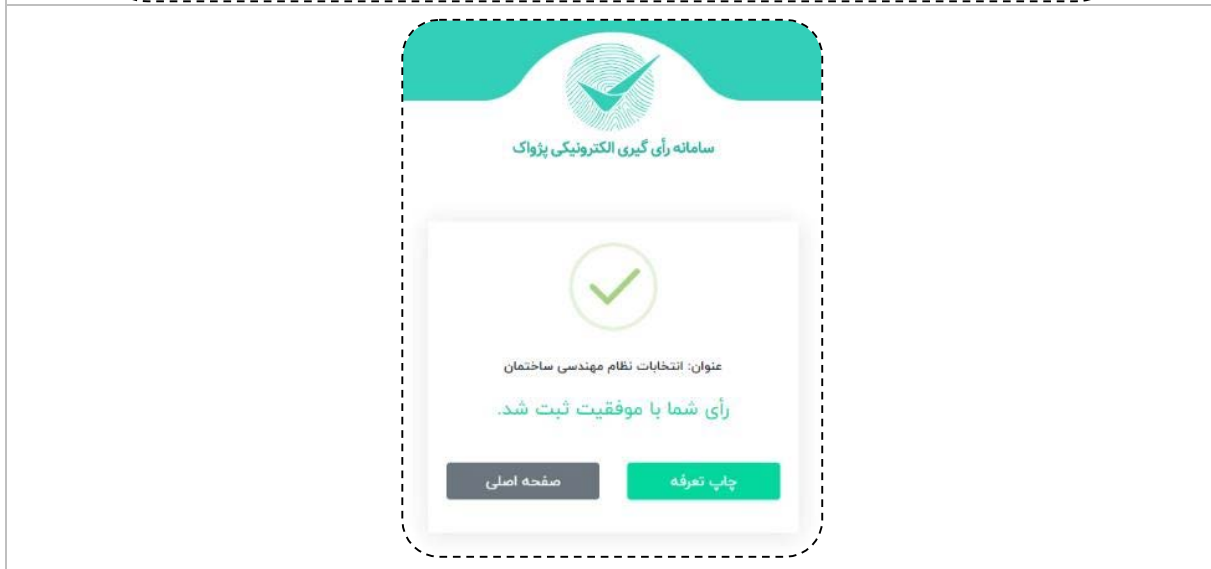 سامانه رأی گیری الکترونیکی پژواک
عنوان: انتخابات نظام مهندسی ساختمان
رأی شما با موفقیت ثبت شد.
چاپ تعرفه
صفحه اصلی